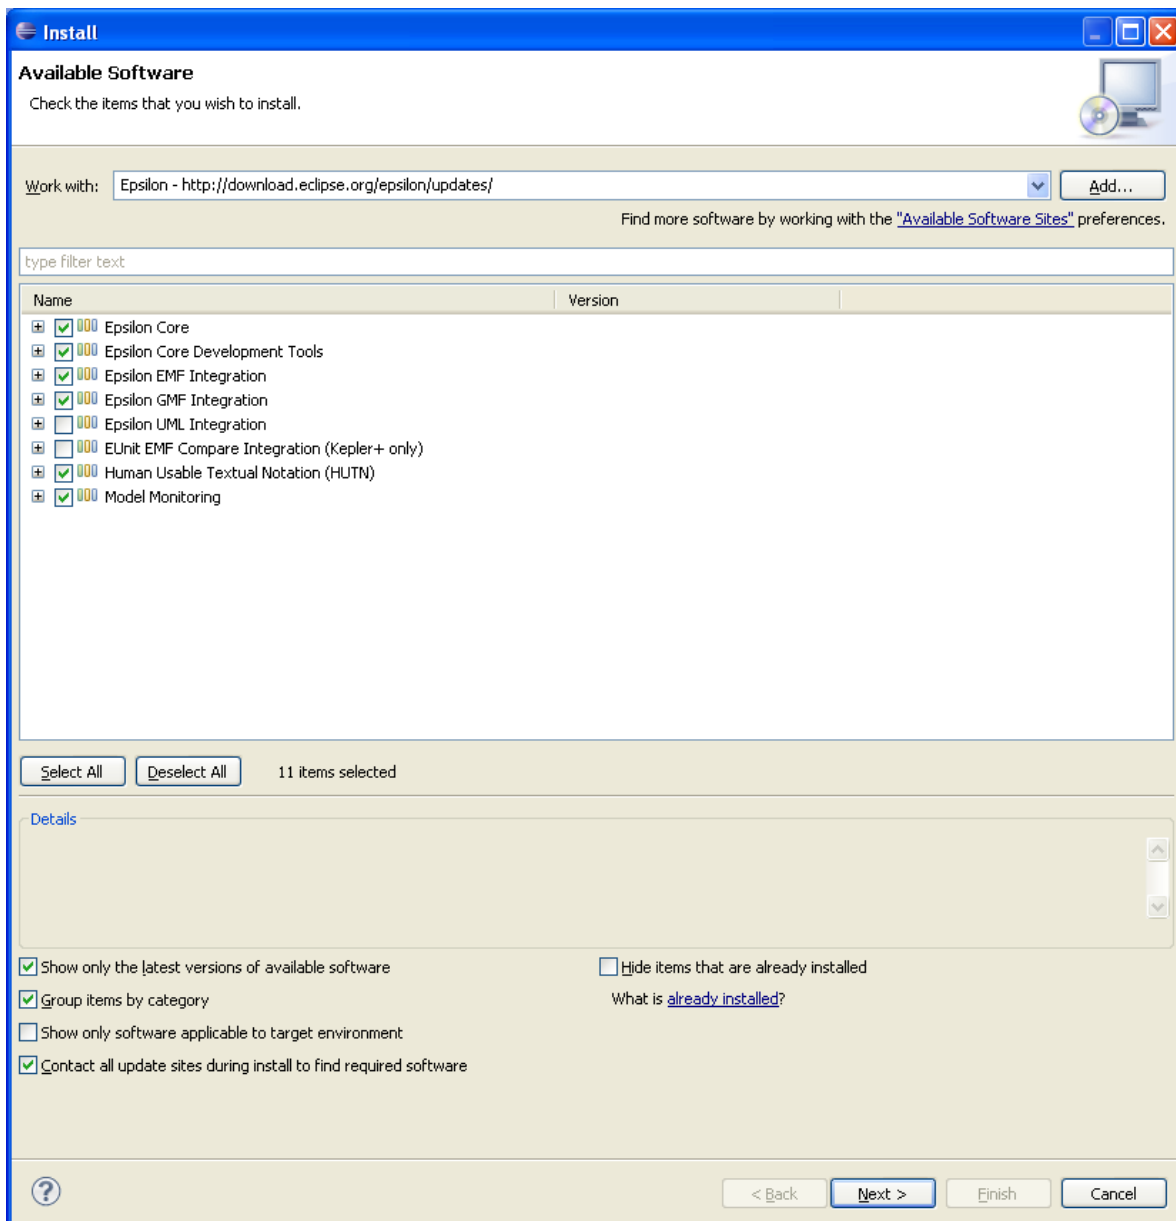 Install
Available Software
Check the items that you wish to install.
Work with: Epsilon - http://download.eclipse.org/epsilon/updates/ Add...
Find more software by working with the "Available Software Sites" preferences.
type filter text
Name Version
Epsilon Core
Epsilon Core Development Tools
Epsilon EMF Integration
Epsilon GMF Integration
Epsilon UML Integration
EUnit EMF Compare Integration (Kepler+ only)
Human Usable Textual Notation (HUTN)
Model Monitoring
Select All Deselect All 11 items selected
Details
Show only the latest versions of available software Hide items that are already installed
Group items by category What is already installed?
Show only software applicable to target environment
Contact all update sites during install to find required software
? < Back Next > Finish Cancel